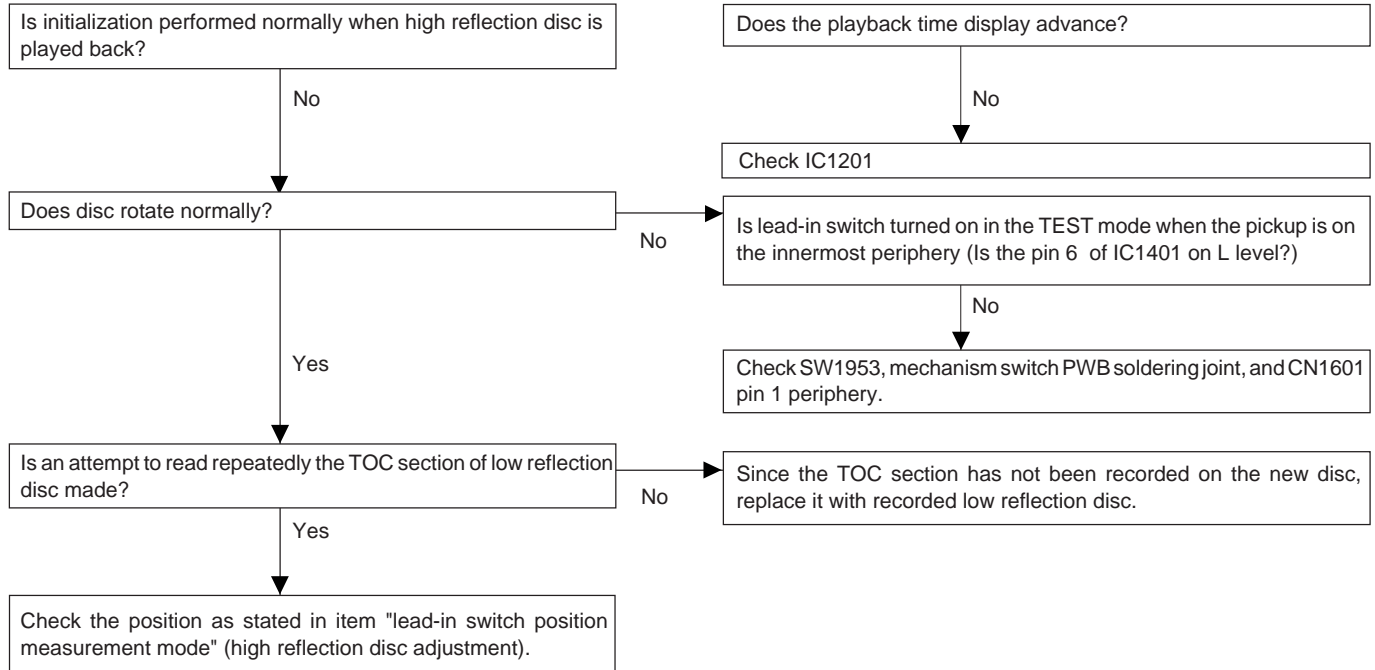 Is initialization performed normally when high reflection disc is
played back?
No
Does disc rotate normally?
No
Yes
Is an attempt to read repeatedly the TOC section of low reflection
disc made?
No
Yes
Check the position as stated in item "lead-in switch position
measurement mode" (high reflection disc adjustment).
Does the playback time display advance?
No
Check IC1201
Is lead-in switch turned on in the TEST mode when the pickup is on
the innermost periphery (Is the pin 6 of IC1401 on L level?)
No
Check SW1953, mechanism switch PWB soldering joint, and CN1601
pin 1 periphery.
Since the TOC section has not been recorded on the new disc,
replace it with recorded low reflection disc.